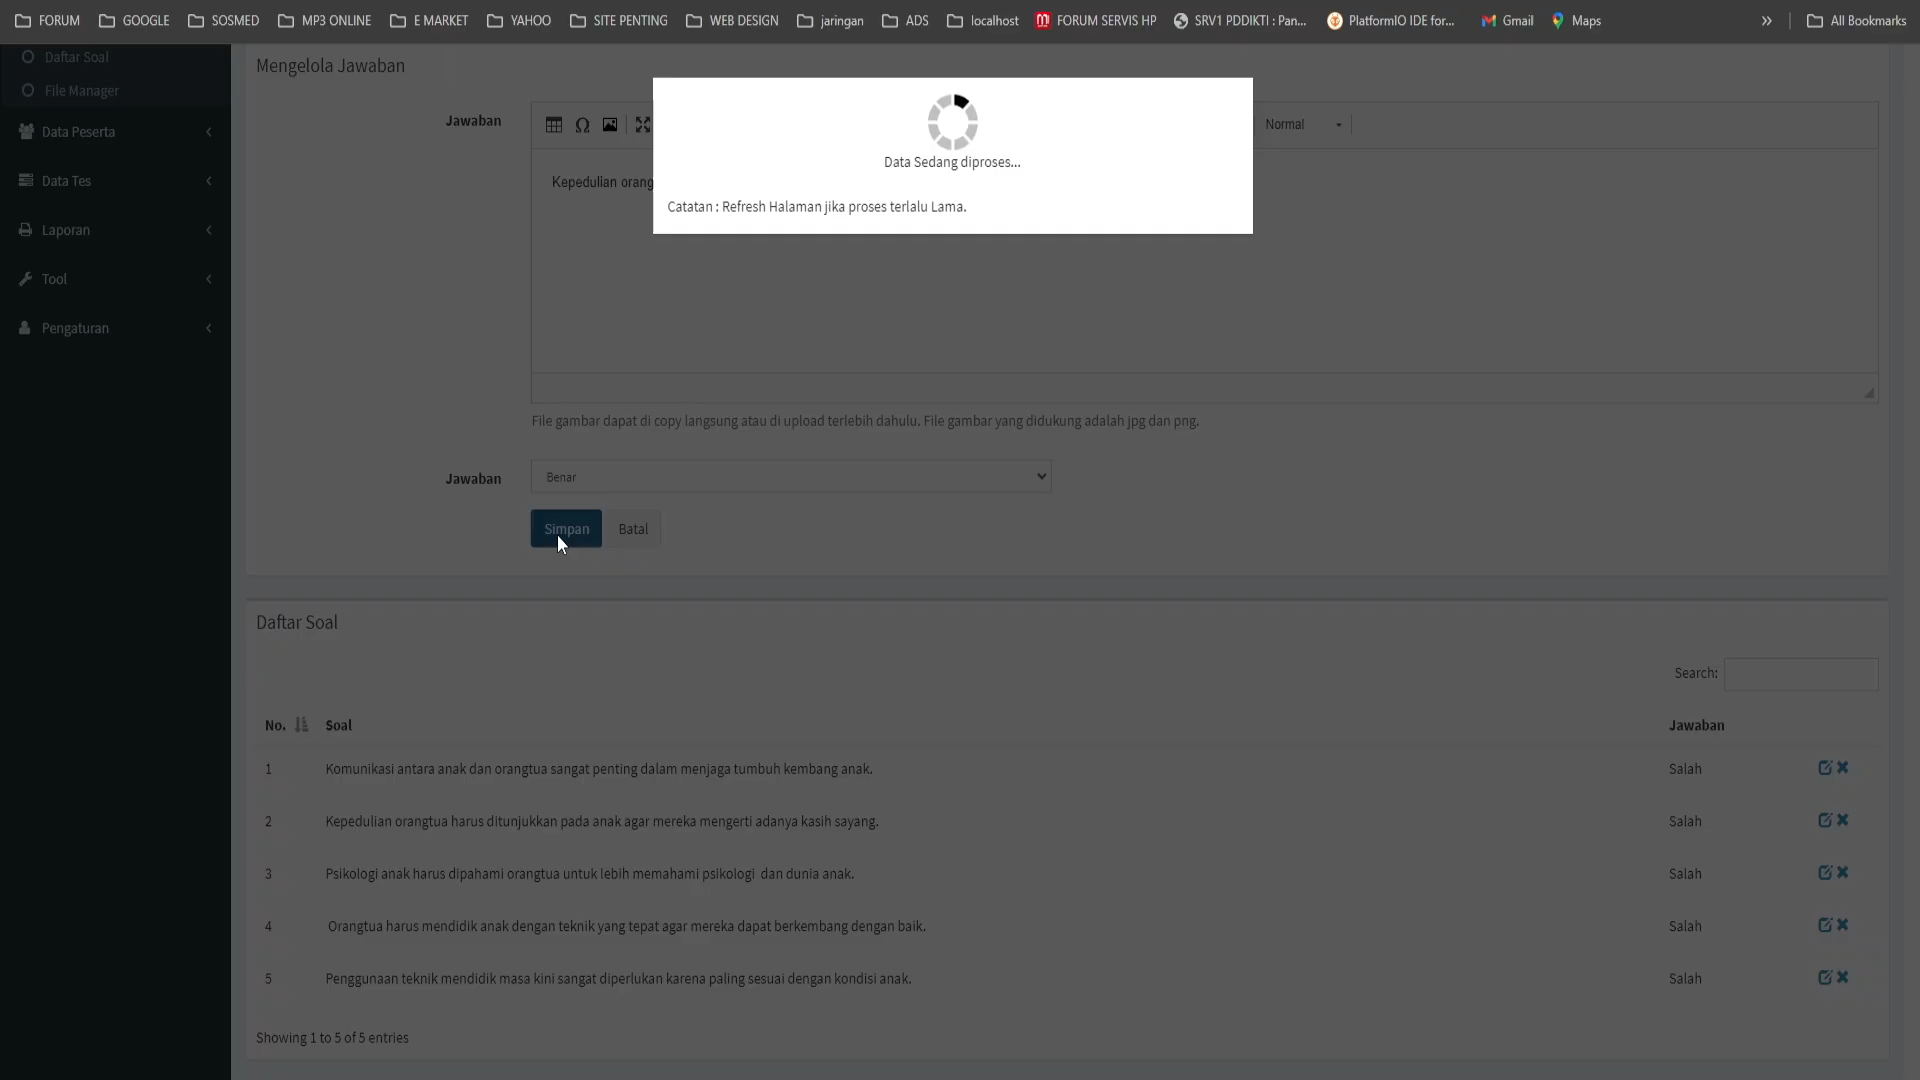 FORUM GOOGLE SOSMED MP3 ONLINE E MARKET YAHOO SITE PENTING WEB DESIGN jaringan ADS localhost FORUM SERVIS HP SRV1 PDDIKTI : Pan... PlatformIO IDE for... Gmail Maps » All Bookmarks
Daftar Soal
File Manager
Data Peserta
Data Tes
Laporan
Tool
Pengaturan
Mengelola Jawaban
Jawaban
Normal
Kepedulian orang
Data Sedang diproses...
Catatan : Refresh Halaman jika proses terlalu Lama.
File gambar dapat di copy langsung atau di upload terlebih dahulu. File gambar yang didukung adalah jpg dan png.
Jawaban Benar
Simpan Batal
Daftar Soal
Search:
No. Soal Jawaban
1 Komunikasi antara anak dan orangtua sangat penting dalam menjaga tumbuh kembang anak. Salah
2 Kepedulian orangtua harus ditunjukkan pada anak agar mereka mengerti adanya kasih sayang. Salah
3 Psikologi anak harus dipahami orangtua untuk lebih memahami psikologi dan dunia anak. Salah
4 Orangtua harus mendidik anak dengan teknik yang tepat agar mereka dapat berkembang dengan baik. Salah
5 Penggunaan teknik mendidik masa kini sangat diperlukan karena paling sesuai dengan kondisi anak. Salah
Showing 1 to 5 of 5 entries